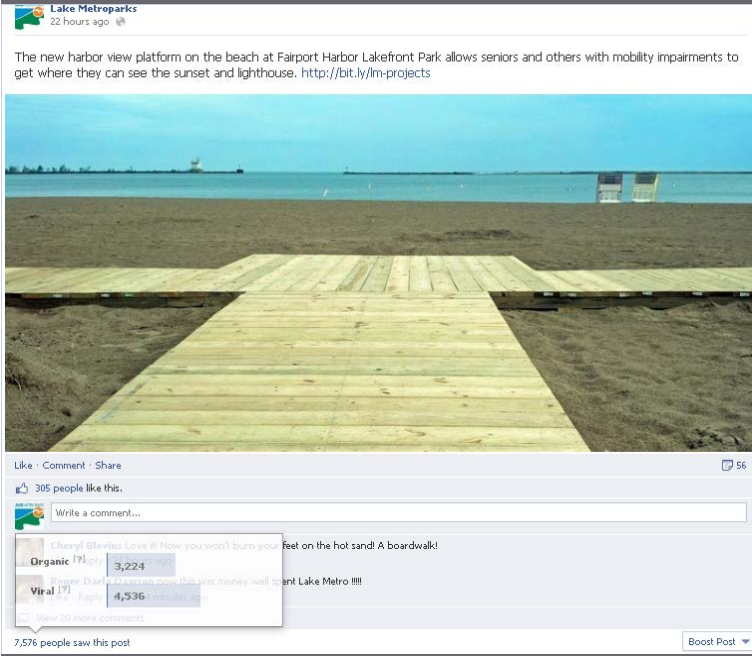 Lake Metroparks
22 hours ago
The new harbor view platform on the beach at Fairport Harbor Lakefront Park allows seniors and others with mobility impairments to
get where they can see the sunset and lighthouse. http://bit.ly/lm-projects
Like · Comment · Share
56
305 people like this.
Write a comment...
Cheryl Blevins Love it! Now you won't burn your feet on the hot sand! A boardwalk!
Organic [?] 3,224
Roger Darla Dawson now this was money well spent Lake Metro !!!!!
Viral [?] 4,536
Like · Reply · minutes ago
View 20 more comments
7,576 people saw this post
Boost Post